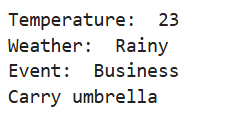 Temperature:  23
Weather:  Rainy
Event:  Business
Carry umbrella